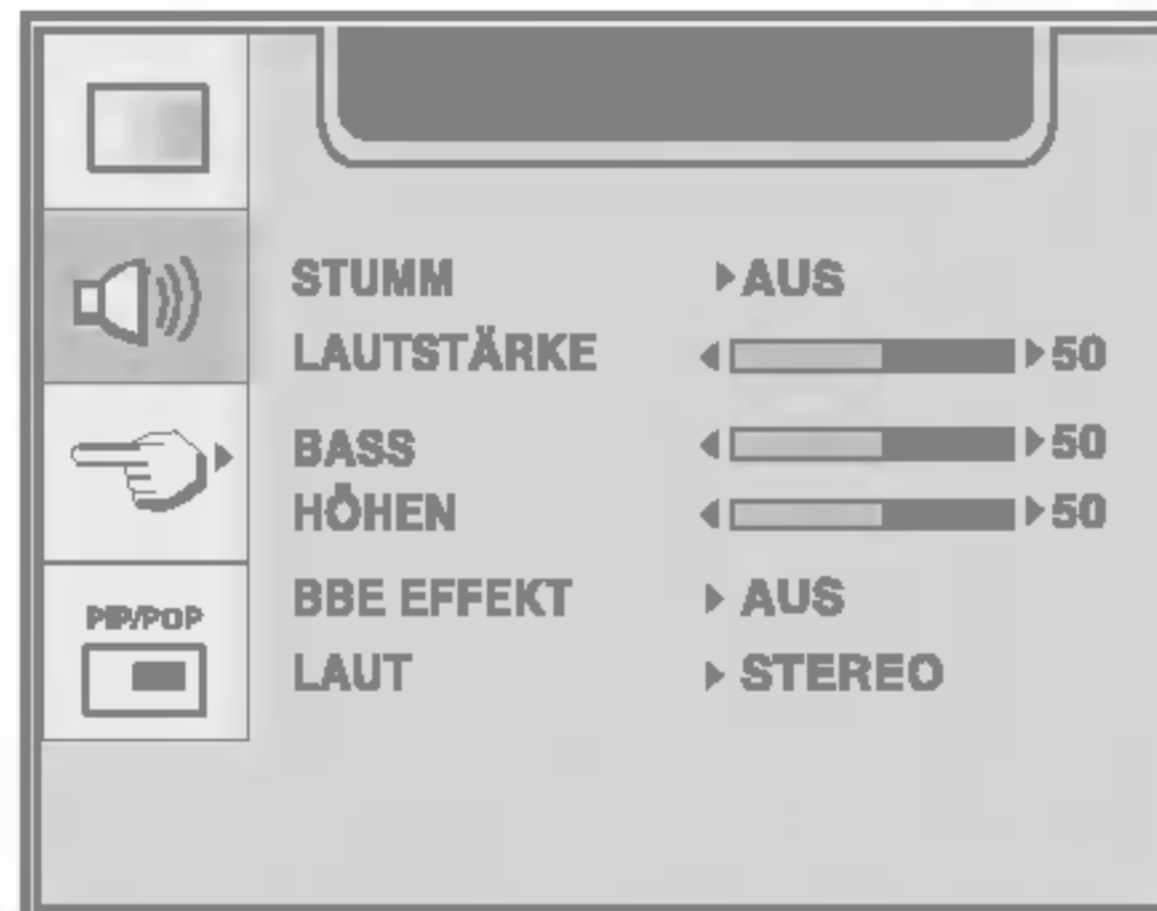 STUMM AUS
LAUTSTÄRKE 50
BASS 50
HÖHEN 50
BBE EFFEKT AUS
LAUT STEREO
PIP/POP